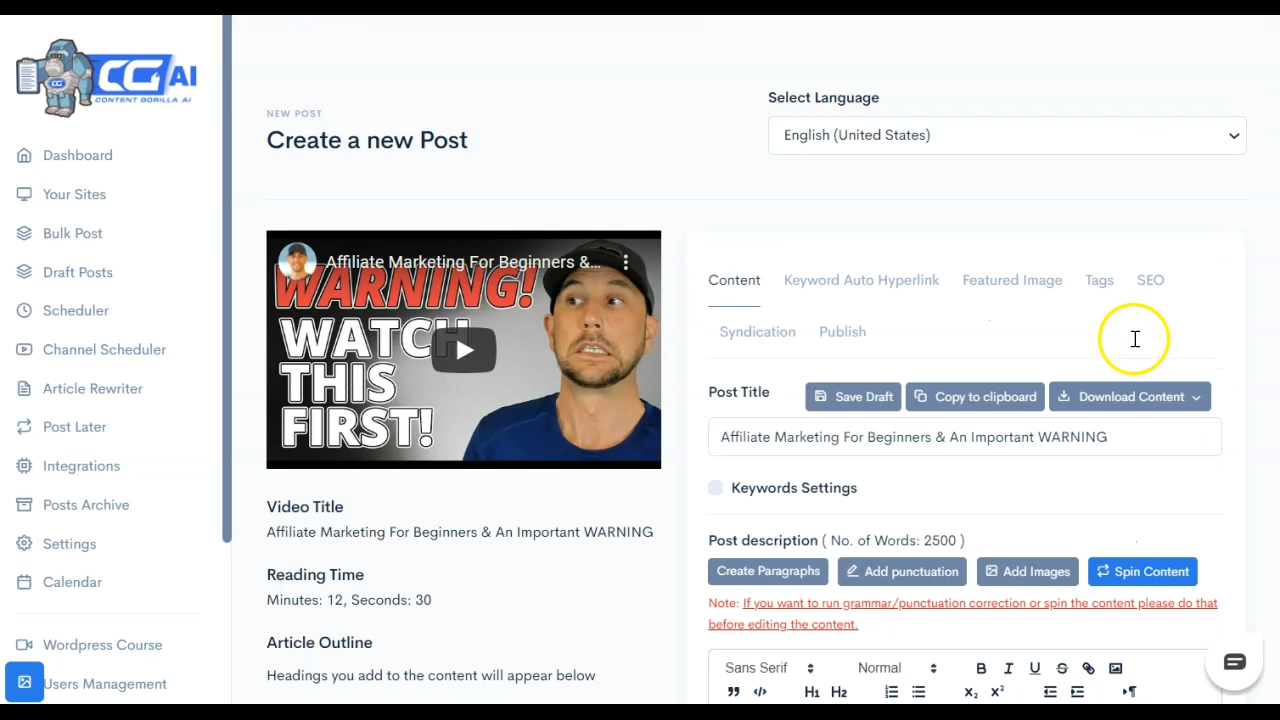 CG AI
CONTENT GORILLA AI
Dashboard
Your Sites
Bulk Post
Draft Posts
Scheduler
Channel Scheduler
Article Rewriter
Post Later
Integrations
Posts Archive
Settings
Calendar
Wordpress Course
Users Management
NEW POST
Create a new Post
Select Language
English (United States)
Affiliate Marketing For Beginners &...
WARNING!
WATCH
THIS
FIRST!
Video Title
Affiliate Marketing For Beginners & An Important WARNING
Reading Time
Minutes: 12, Seconds: 30
Article Outline
Headings you add to the content will appear below
Content Keyword Auto Hyperlink Featured Image Tags SEO
Syndication Publish
Post Title Save Draft Copy to clipboard Download Content
Affiliate Marketing For Beginners & An Important WARNING
Keywords Settings
Post description ( No. of Words: 2500 )
Create Paragraphs Add punctuation Add Images Spin Content
Note: If you want to run grammar/punctuation correction or spin the content please do that
before editing the content.
Sans Serif Normal B I U S
H1 H2 X2 X2